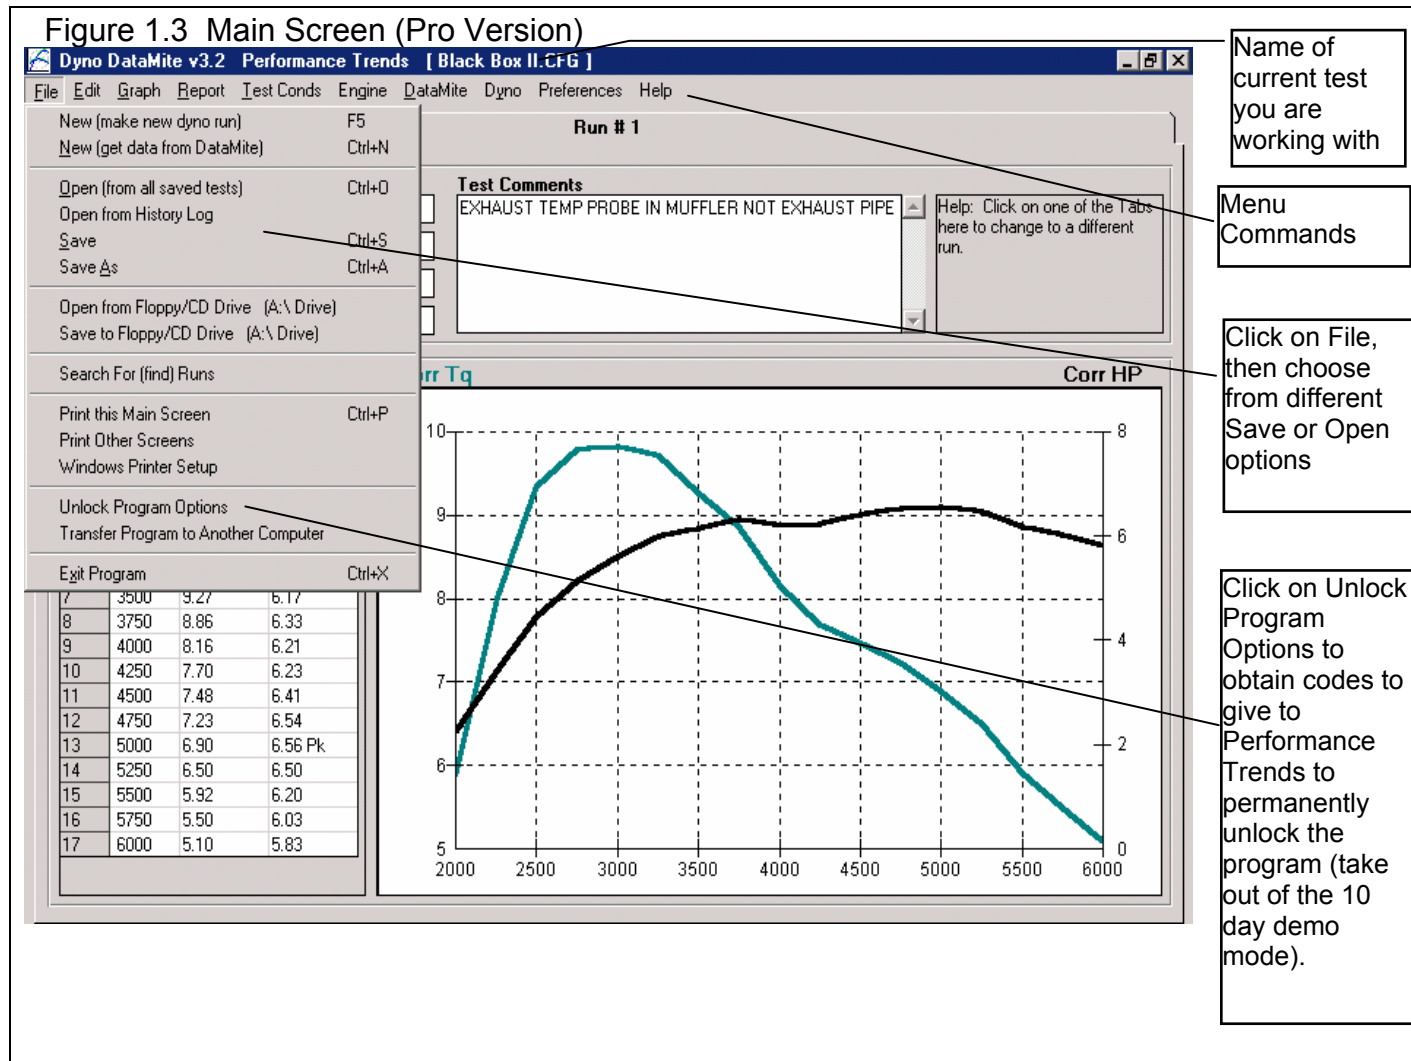 Figure 1.3  Main Screen (Pro Version)
Dyno DataMite v3.2   Performance Trends   [ Black Box II.CFG ]
File  Edit  Graph  Report  Test Conds  Engine  DataMite  Dyno  Preferences  Help
New (make new dyno run)  F5
New (get data from DataMite)  Ctrl+N
Open (from all saved tests)  Ctrl+O
Open from History Log
Save  Ctrl+S
Save As  Ctrl+A
Open from Floppy/CD Drive   (A:\ Drive)
Save to Floppy/CD Drive   (A:\ Drive)
Search For (find) Runs
Print this Main Screen  Ctrl+P
Print Other Screens
Windows Printer Setup
Unlock Program Options
Transfer Program to Another Computer
Exit Program  Ctrl+X
Run # 1
Test Comments
EXHAUST TEMP PROBE IN MUFFLER NOT EXHAUST PIPE
Help:  Click on one of the Tabs
here to change to a different
run.
7  3500  9.27  6.17
8  3750  8.86  6.33
9  4000  8.16  6.21
10  4250  7.70  6.23
11  4500  7.48  6.41
12  4750  7.23  6.54
13  5000  6.90  6.56 Pk
14  5250  6.50  6.50
15  5500  5.92  6.20
16  5750  5.50  6.03
17  6000  5.10  5.83
Tq
Corr HP
10
9
8
7
6
5
8
6
4
2
0
2000  2500  3000  3500  4000  4500  5000  5500  6000
Name of
current test
you are
working with
Menu
Commands
Click on File,
then choose
from different
Save or Open
options
Click on Unlock
Program
Options to
obtain codes to
give to
Performance
Trends to
permanently
unlock the
program (take
out of the 10
day demo
mode).